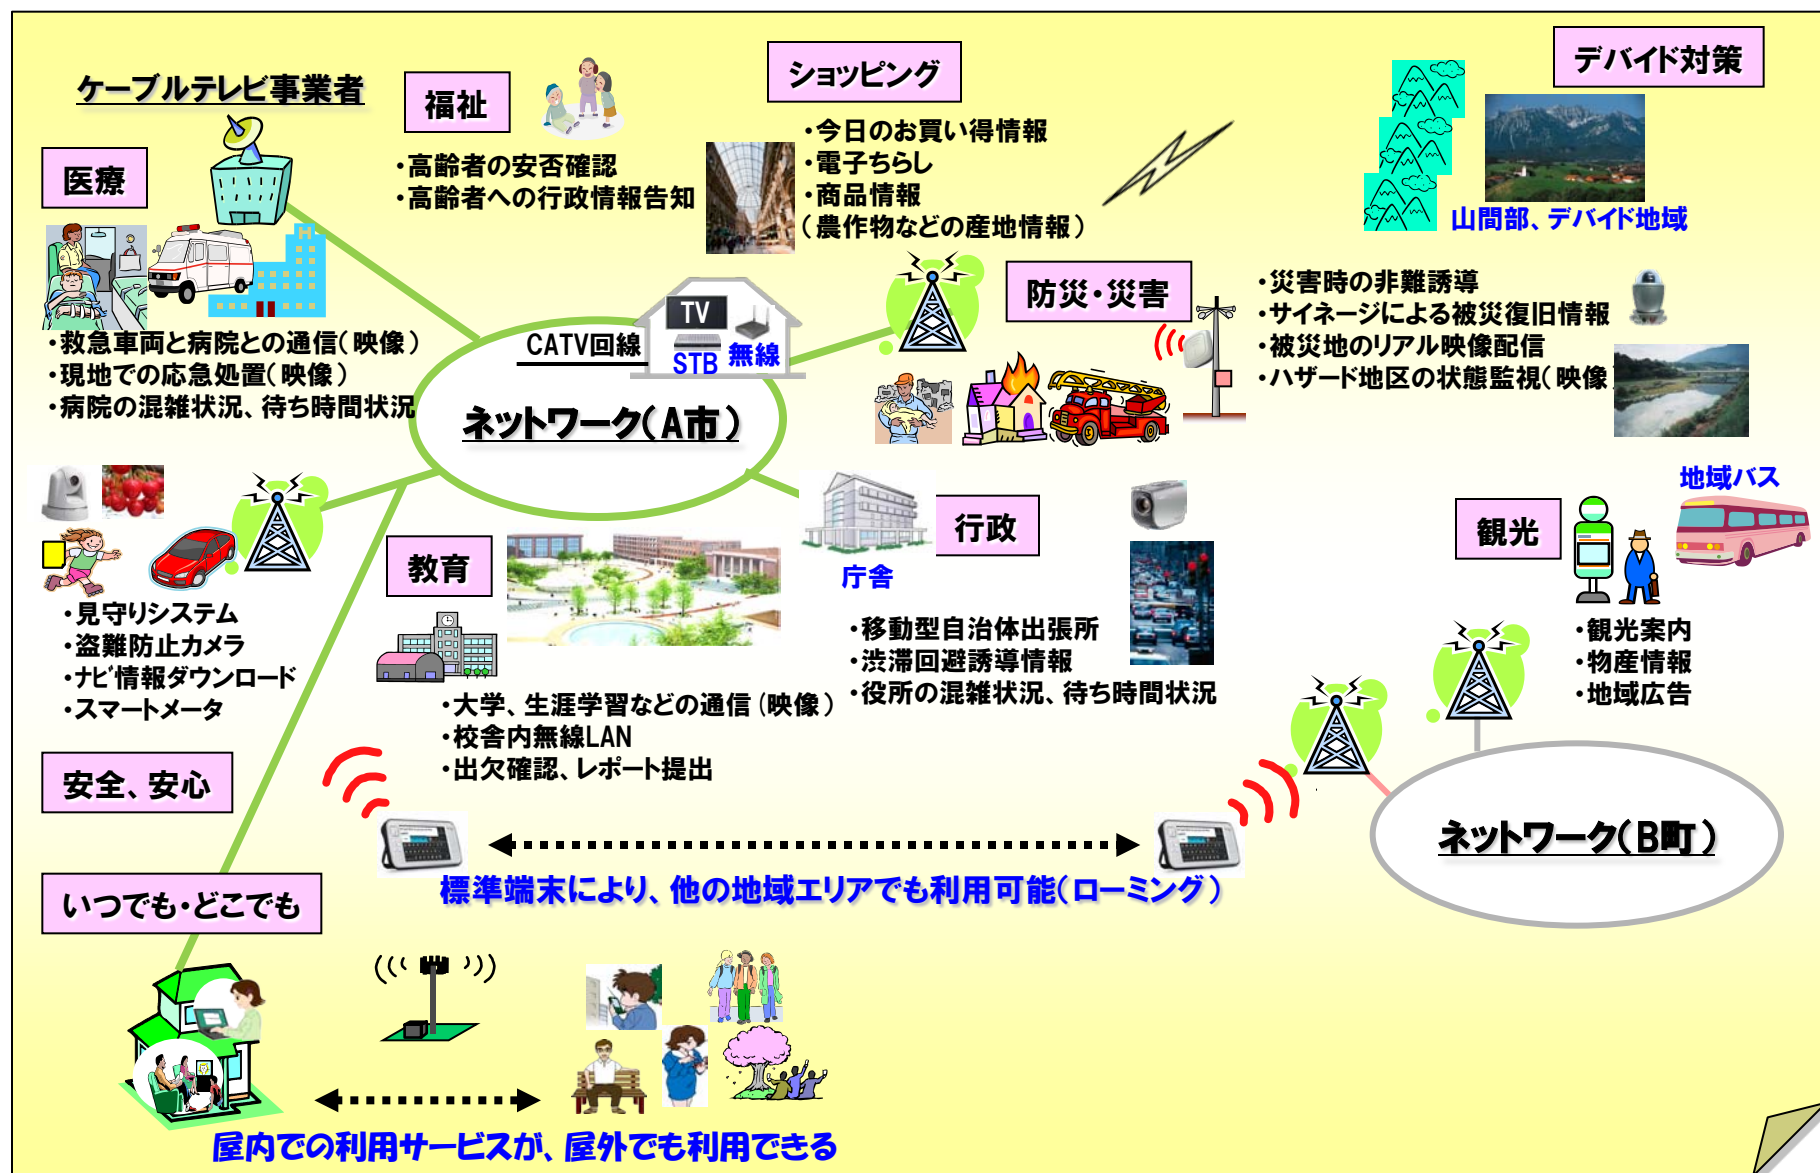 ケーブルテレビ事業者
医療
・救急車両と病院との通信(映像)
・現地での応急処置(映像)
・病院の混雑状況、待ち時間状況
福祉
・高齢者の安否確認
・高齢者への行政情報告知
ショッピング
・今日のお買い得情報
・電子ちらし
・商品情報
(農作物などの産地情報)
デバイド対策
山間部、デバイド地域
CATV回線
TV
STB
無線
ネットワーク(A市)
防災・災害
・災害時の非難誘導
・サイネージによる被災復旧情報
・被災地のリアル映像配信
・ハザード地区の状態監視(映像)
・見守りシステム
・盗難防止カメラ
・ナビ情報ダウンロード
・スマートメータ
安全、安心
教育
・大学、生涯学習などの通信(映像)
・校舎内無線LAN
・出欠確認、レポート提出
庁舎
行政
・移動型自治体出張所
・渋滞回避誘導情報
・役所の混雑状況、待ち時間状況
観光
地域バス
・観光案内
・物産情報
・地域広告
ネットワーク(B町)
標準端末により、他の地域エリアでも利用可能(ローミング)
いつでも・どこでも
屋内での利用サービスが、屋外でも利用できる